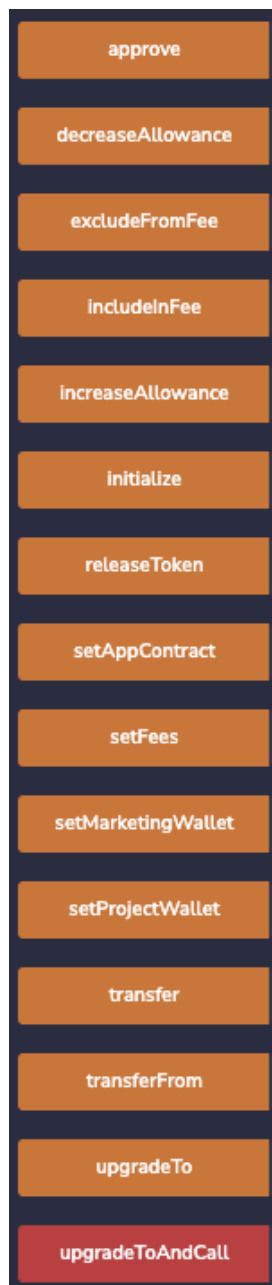 approve
decreaseAllowance
excludeFromFee
includeInFee
increaseAllowance
initialize
releaseToken
setAppContract
setFees
setMarketingWallet
setProjectWallet
transfer
transferFrom
upgradeTo
upgradeToAndCall